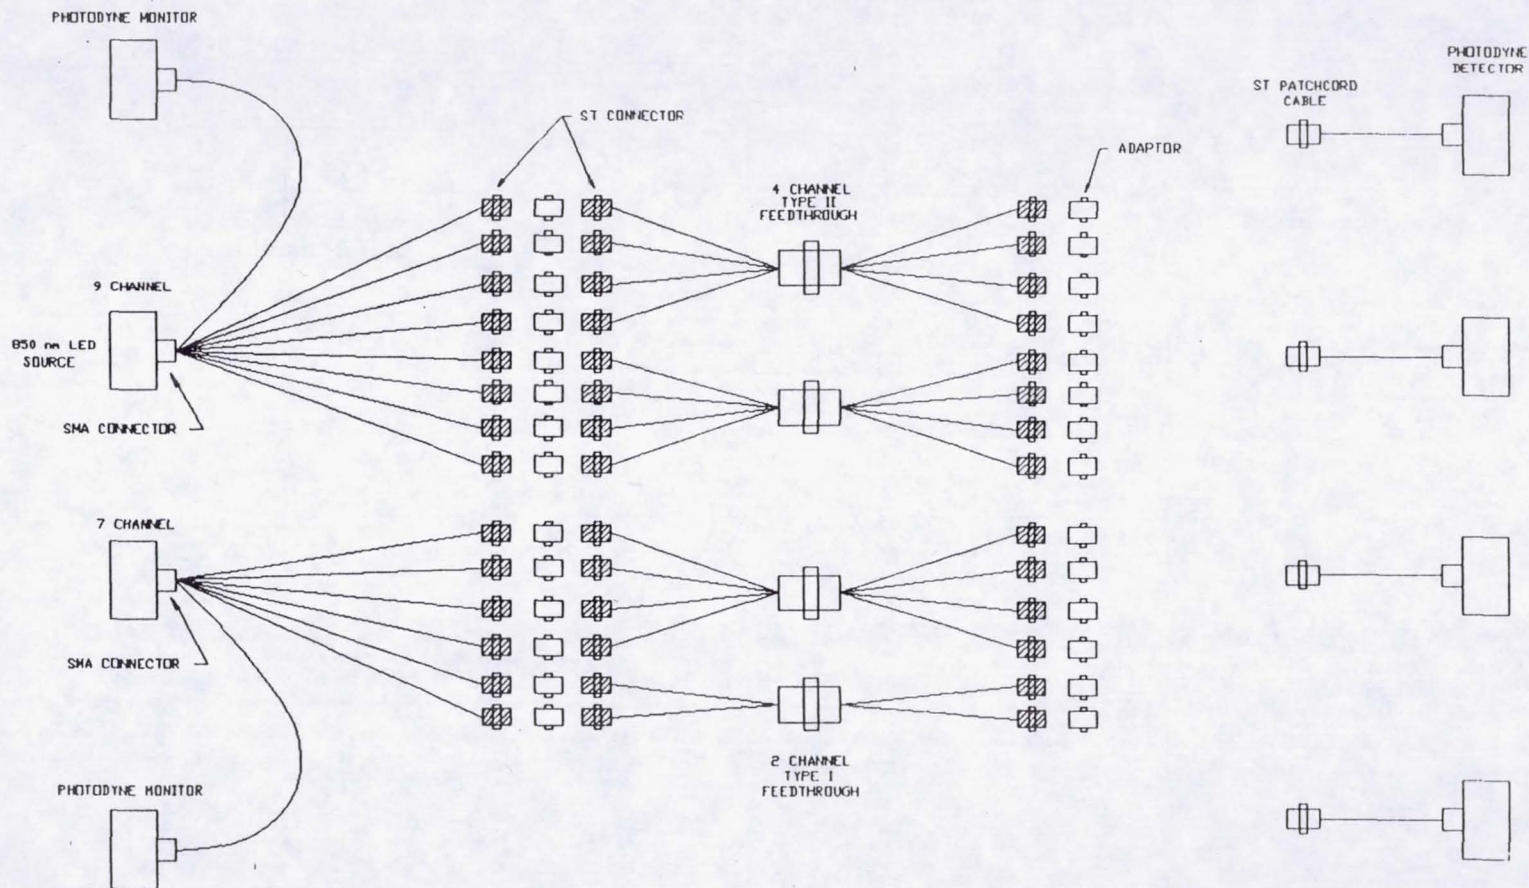 PHOTODYNE MONITOR
PHOTODYNE
DETECTOR
ST PATCHCORD
CABLE
ST CONNECTOR
ADAPTOR
4 CHANNEL
TYPE II
FEEDTHROUGH
9 CHANNEL
850 nm LED
SOURCE
SMA CONNECTOR
7 CHANNEL
SMA CONNECTOR
2 CHANNEL
TYPE I
FEEDTHROUGH
PHOTODYNE MONITOR